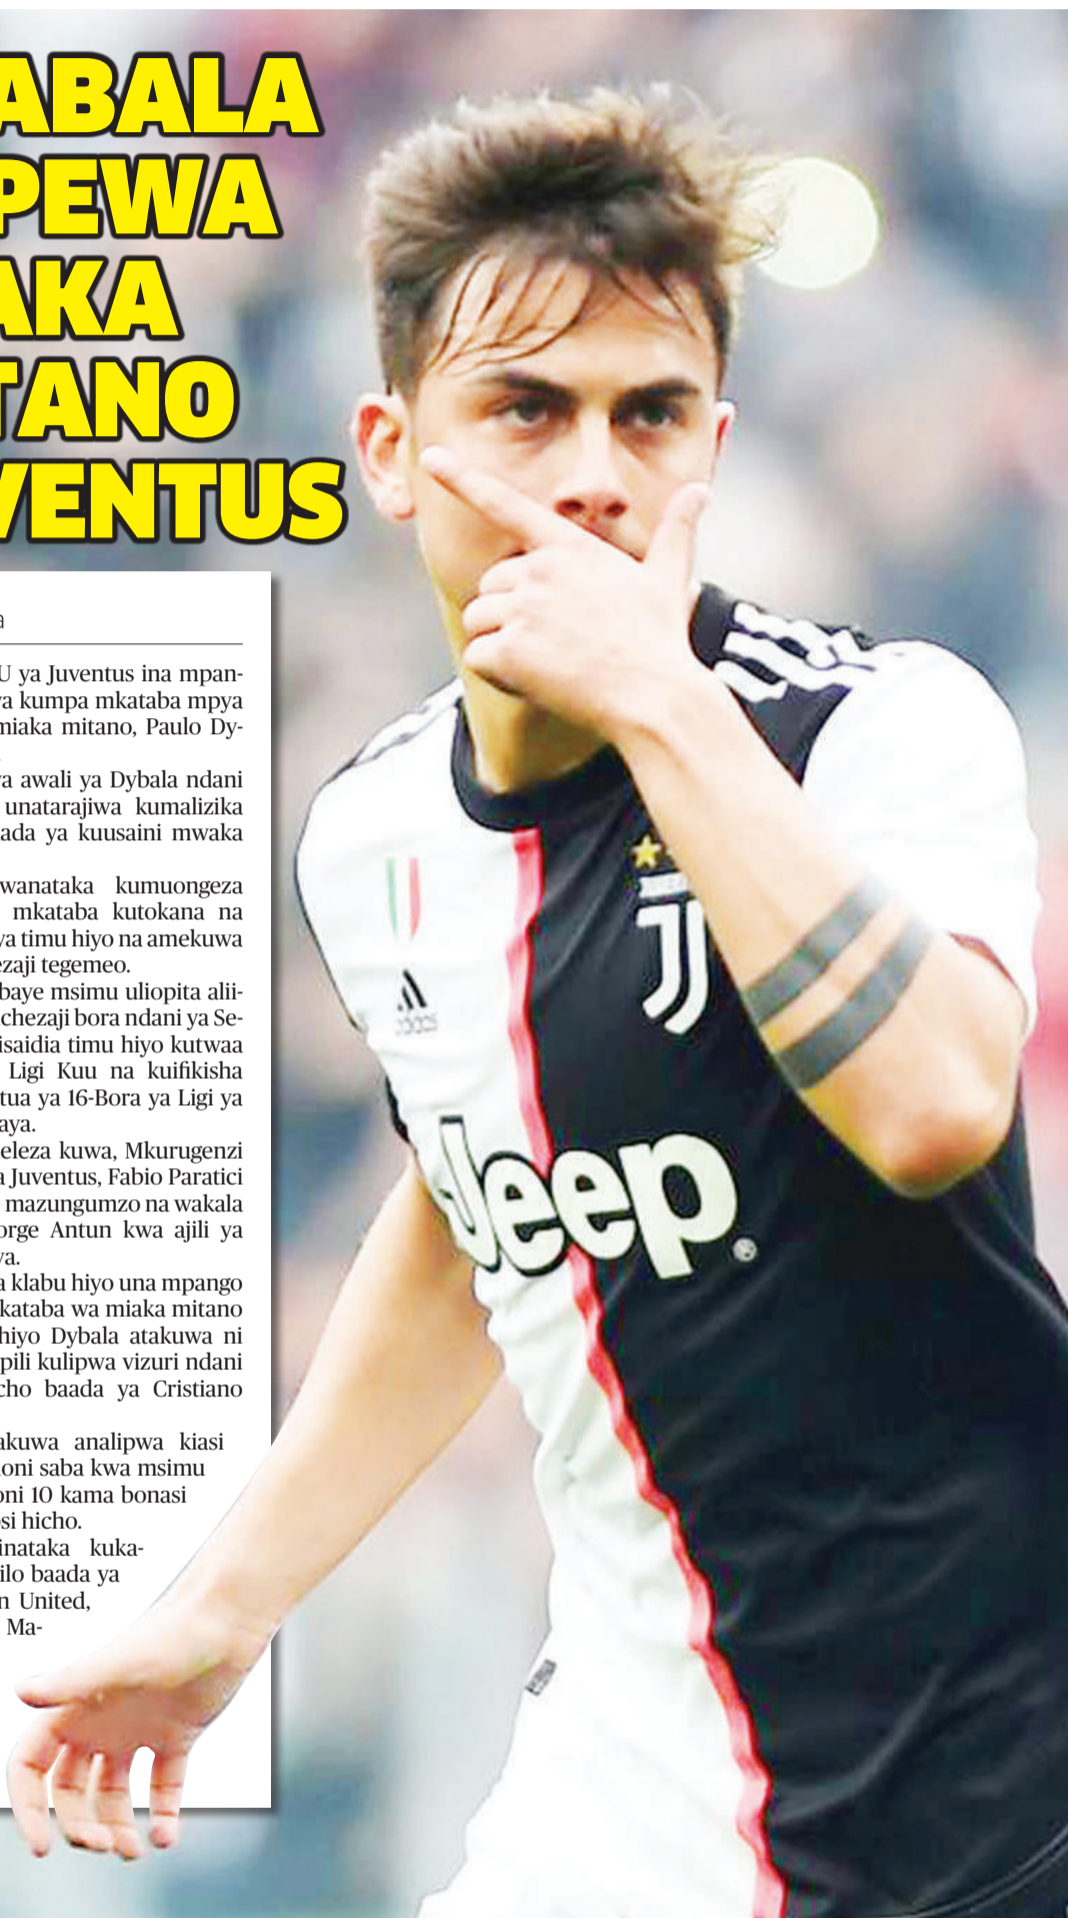 ABALA
PEWA
AKA
TANO
VENTUS
a
U ya Juventus ina mpan-
ya kumpa mkataba mpya
miaka mitano, Paulo Dy-
ya awali ya Dybala ndani
unatarajiwa kumalizika
ada ya kuusaini mwaka
wanataka kumuongeza
mkataba kutokana na
ya timu hiyo na amekuwa
ezaji tegemeo.
baye msimu uliopita alii-
chezaji bora ndani ya Se-
isaidia timu hiyo kutwaa
Ligi Kuu na kuifikisha
tua ya 16-Bora ya Ligi ya
aya.
eleza kuwa, Mkurugenzi
a Juventus, Fabio Paratici
mazungumzo na wakala
orge Antun kwa ajili ya
ya.
a klabu hiyo una mpango
kataba wa miaka mitano
hiyo Dybala atakuwa ni
pili kulipwa vizuri ndani
cho baada ya Cristiano
akuwa analipwa kiasi
oni saba kwa msimu
oni 10 kama bonasi
si hicho.
inataka kuka-
ilo baada ya
n United,
Ma-
adidas
Jeep®